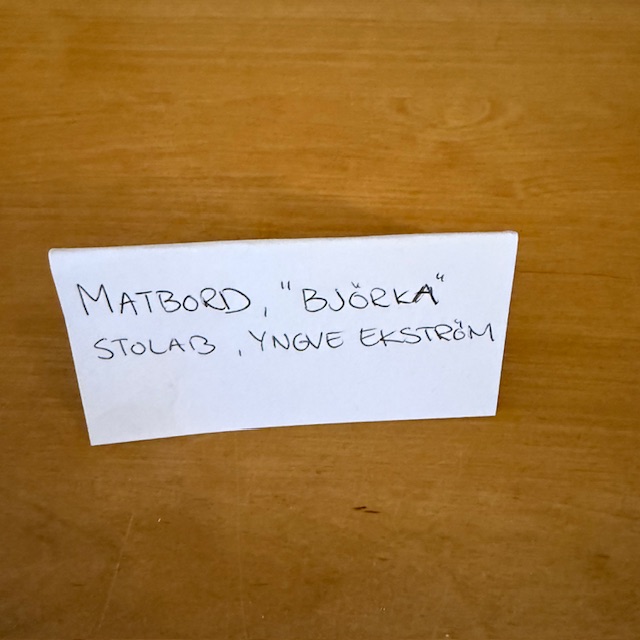 MATBORD, "BJÖRKA"
STOLAB, YNGVE EKSTRÖM